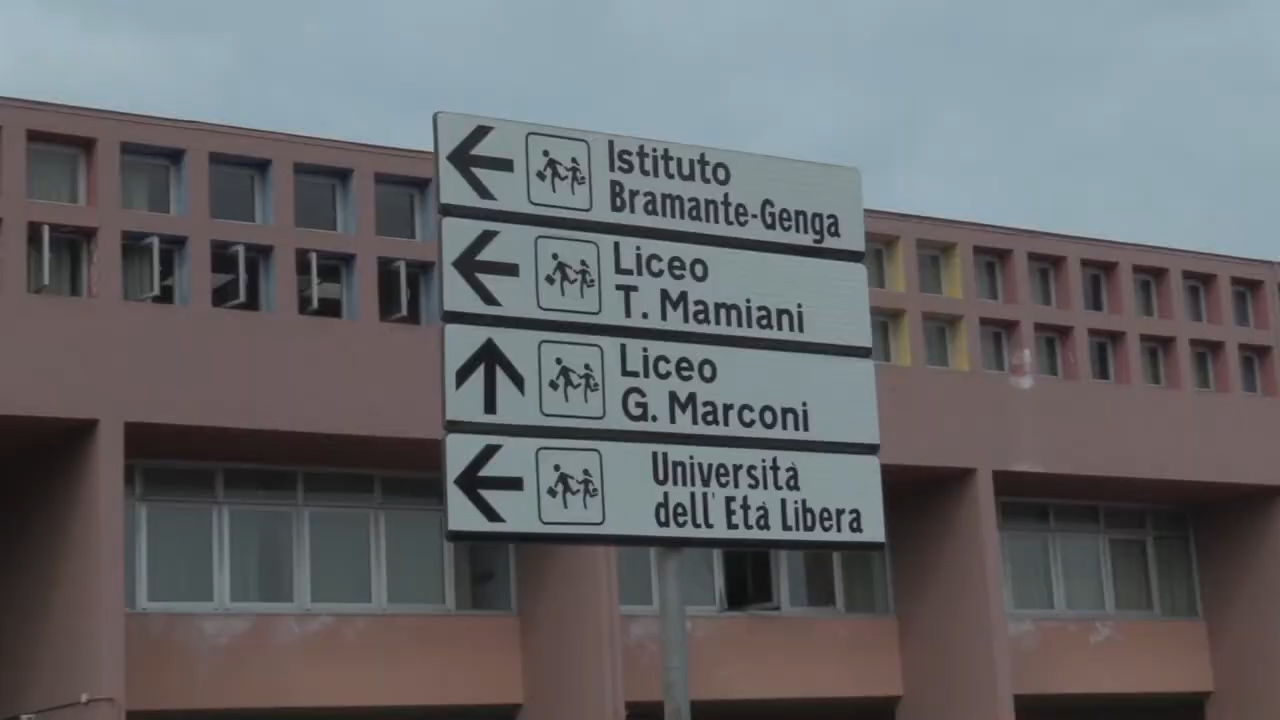 Istituto
Bramante-Genga
Liceo
T. Mamiani
Liceo
G. Marconi
Università
dell'Età Libera